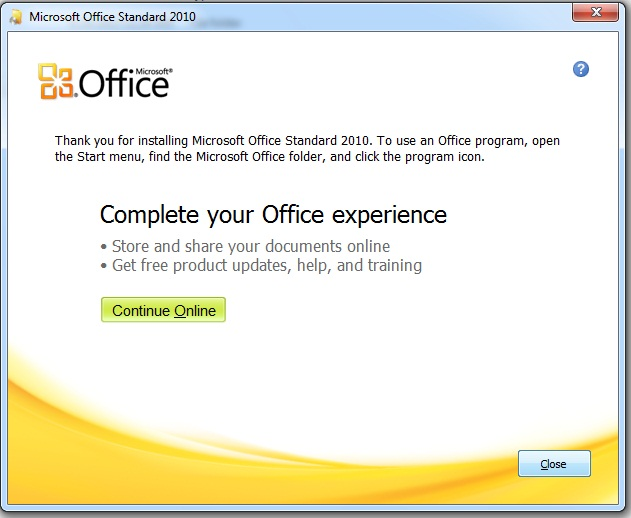 Microsoft Office Standard 2010
Microsoft®
Office
Thank you for installing Microsoft Office Standard 2010. To use an Office program, open
the Start menu, find the Microsoft Office folder, and click the program icon.
Complete your Office experience
• Store and share your documents online
• Get free product updates, help, and training
Continue Online
Close